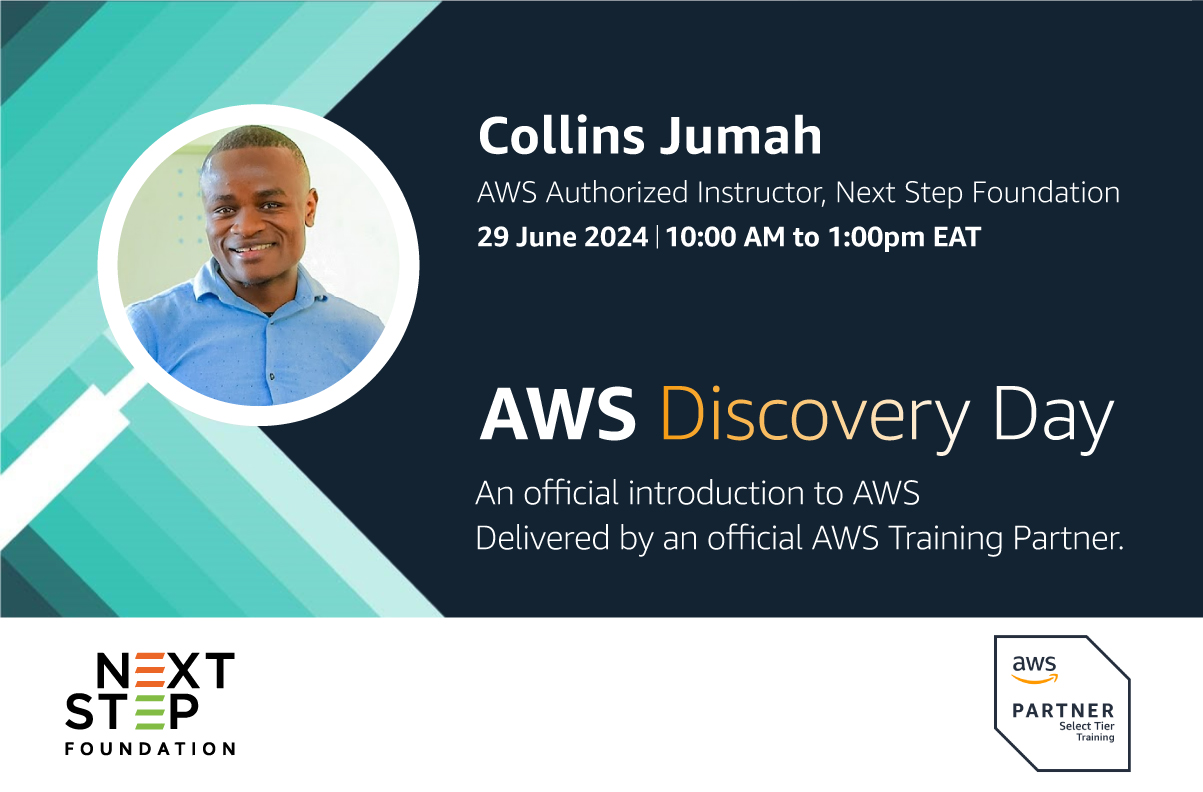 Collins Jumah
AWS Authorized Instructor, Next Step Foundation
29 June 2024 | 10:00 AM to 1:00pm EAT
AWS Discovery Day
An official introduction to AWS
Delivered by an official AWS Training Partner.
NEXT
STEP
FOUNDATION
aws
PARTNER
Select Tier
Training